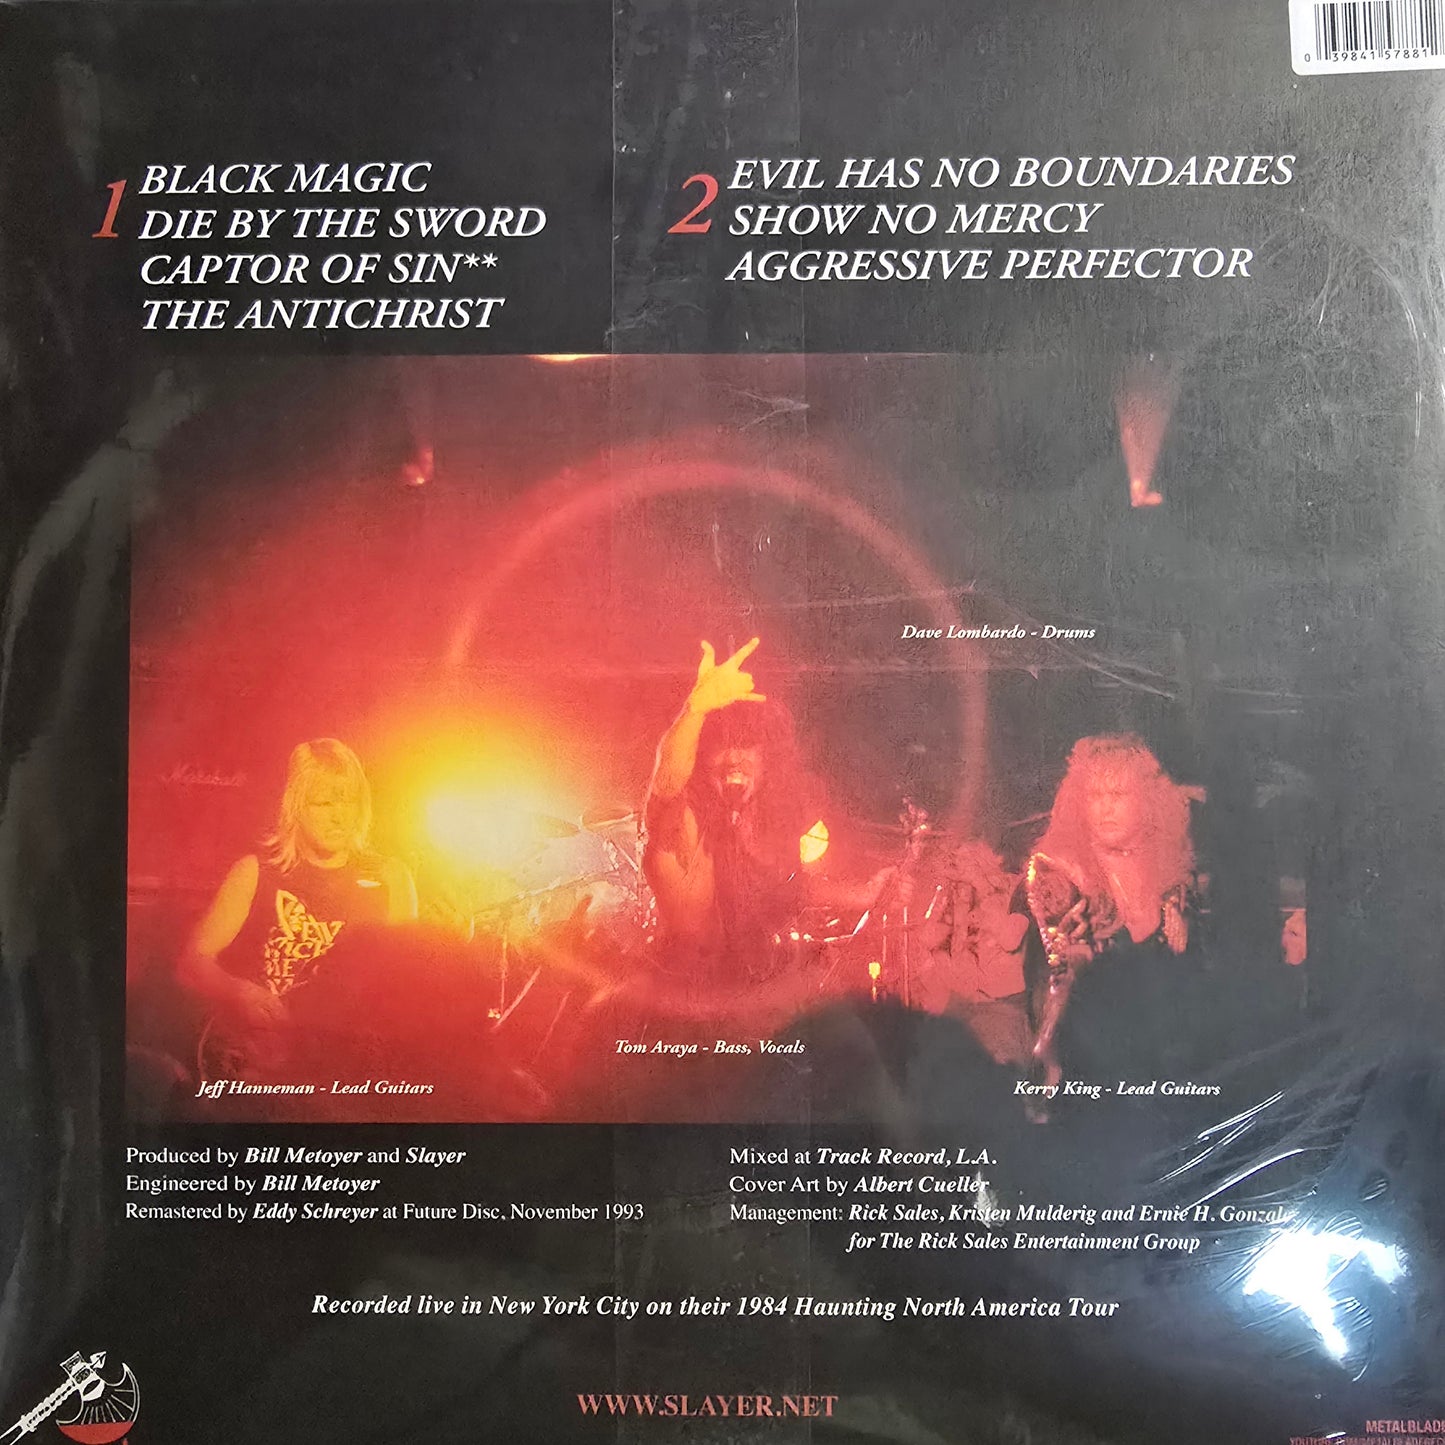 0 39841 57881
1 BLACK MAGIC
DIE BY THE SWORD
CAPTOR OF SIN**
THE ANTICHRIST
2 EVIL HAS NO BOUNDARIES
SHOW NO MERCY
AGGRESSIVE PERFECTOR
Dave Lombardo - Drums
Marshall
Tom Araya - Bass, Vocals
Jeff Hanneman - Lead Guitars
Kerry King - Lead Guitars
Produced by Bill Metoyer and Slayer
Engineered by Bill Metoyer
Remastered by Eddy Schreyer at Future Disc, November 1993
Mixed at Track Record, L.A.
Cover Art by Albert Cueller
Management: Rick Sales, Kristen Mulderig and Ernie H. Gonzalez
for The Rick Sales Entertainment Group
Recorded live in New York City on their 1984 Haunting North America Tour
WWW.SLAYER.NET
METALBLADE